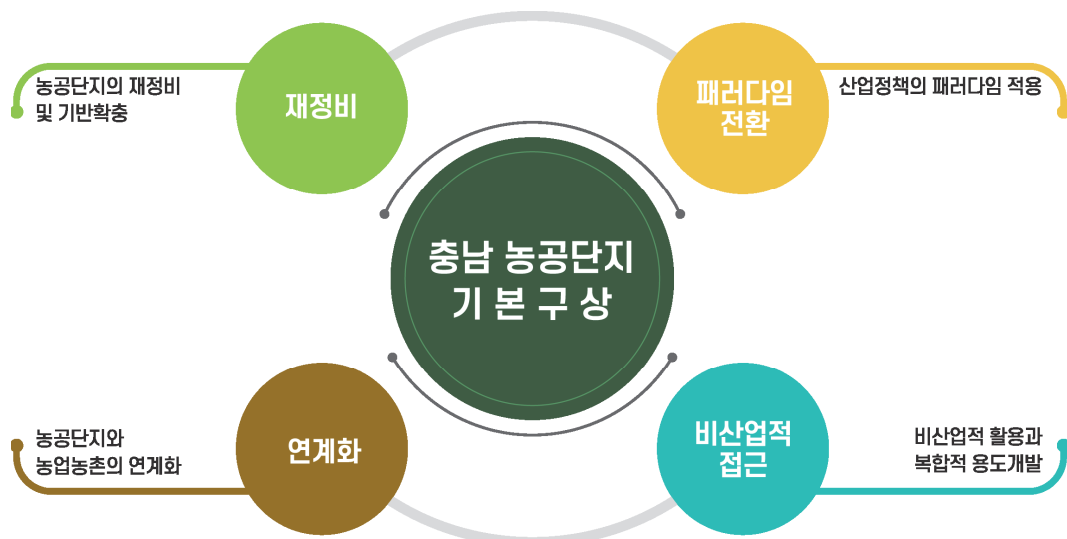 농공단지의 재정비
및 기반확충
재정비
패러다임
전환
산업정책의 패러다임 적용
충남 농공단지
기 본 구 상
농공단지와
농업농촌의 연계화
연계화
비산업적
접근
비산업적 활용과
복합적 용도개발